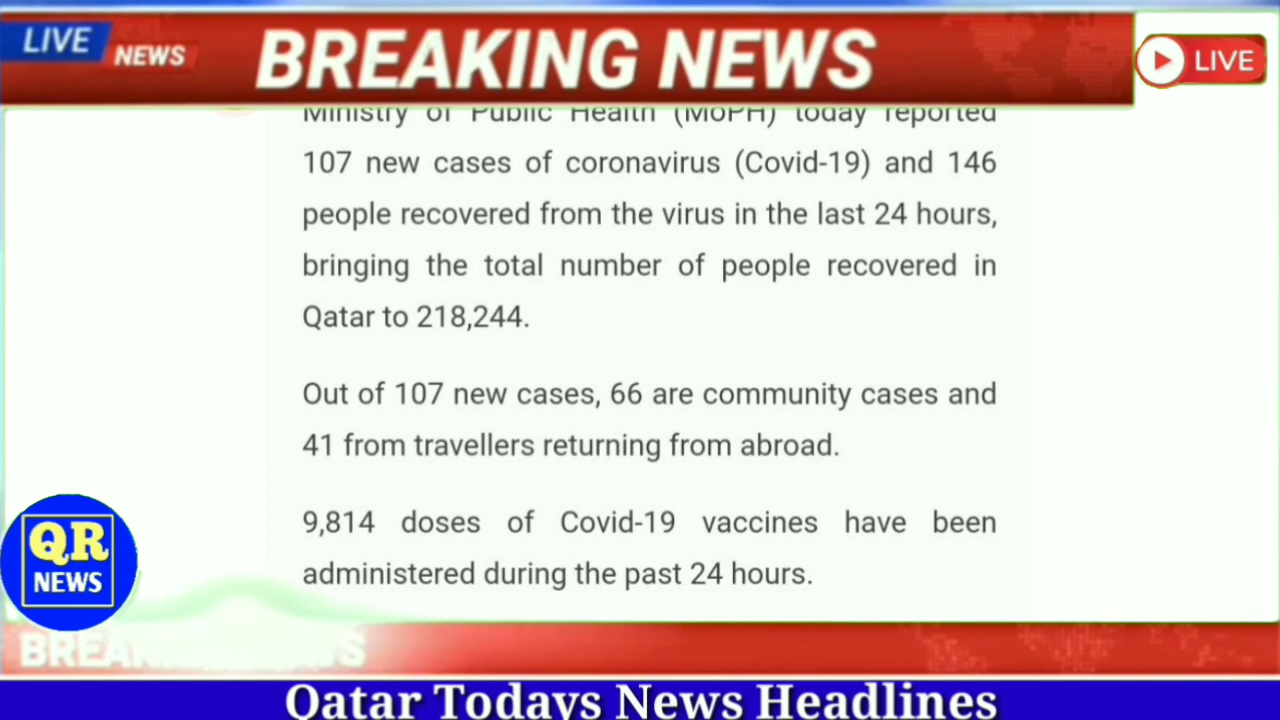 LIVE
NEWS
BREAKING NEWS
LIVE
Ministry of Public Health (MoPH) today reported
107 new cases of coronavirus (Covid-19) and 146
people recovered from the virus in the last 24 hours,
bringing the total number of people recovered in
Qatar to 218,244.
Out of 107 new cases, 66 are community cases and
41 from travellers returning from abroad.
9,814 doses of Covid-19 vaccines have been
administered during the past 24 hours.
QR
NEWS
BREAKING NEWS
Qatar Todays News Headlines